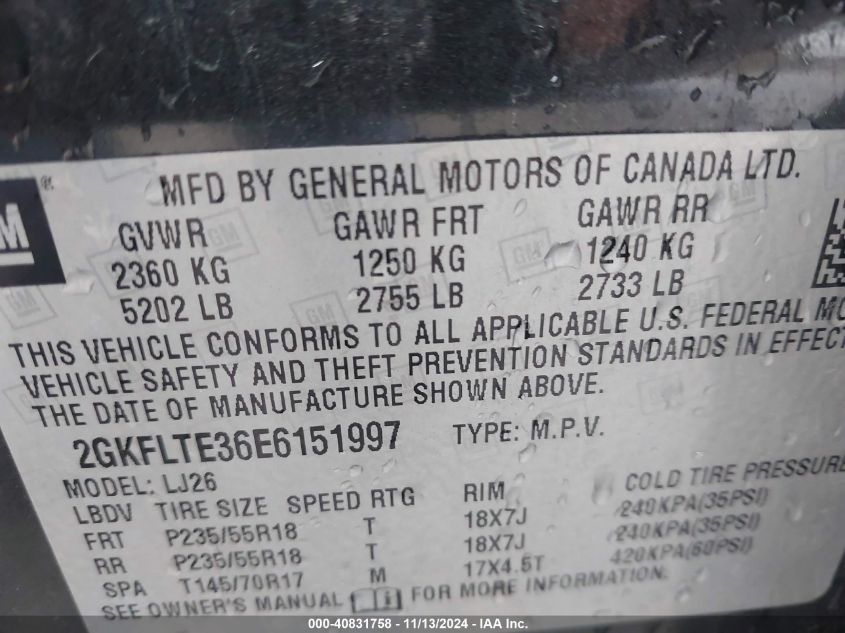 GM
MFD BY GENERAL MOTORS OF CANADA LTD.
GVWR GAWR FRT GAWR RR
2360 KG 1250 KG 1240 KG
5202 LB 2755 LB 2733 LB
THIS VEHICLE CONFORMS TO ALL APPLICABLE U.S. FEDERAL MO
VEHICLE SAFETY AND THEFT PREVENTION STANDARDS IN EFFECT
THE DATE OF MANUFACTURE SHOWN ABOVE.
2GKFLTE36E6151997 TYPE: M.P.V.
MODEL: LJ26
LBDV TIRE SIZE SPEED RTG RIM COLD TIRE PRESSURE
FRT P235/55R18 T 18X7J 240KPA(35PSI)
RR P235/55R18 T 18X7J 240KPA(35PSI)
SPA T145/70R17 M 17X4.5T 420KPA(60PSI)
SEE OWNER'S MANUAL FOR MORE INFORMATION.
000-40831758 - 11/13/2024 - IAA Inc.